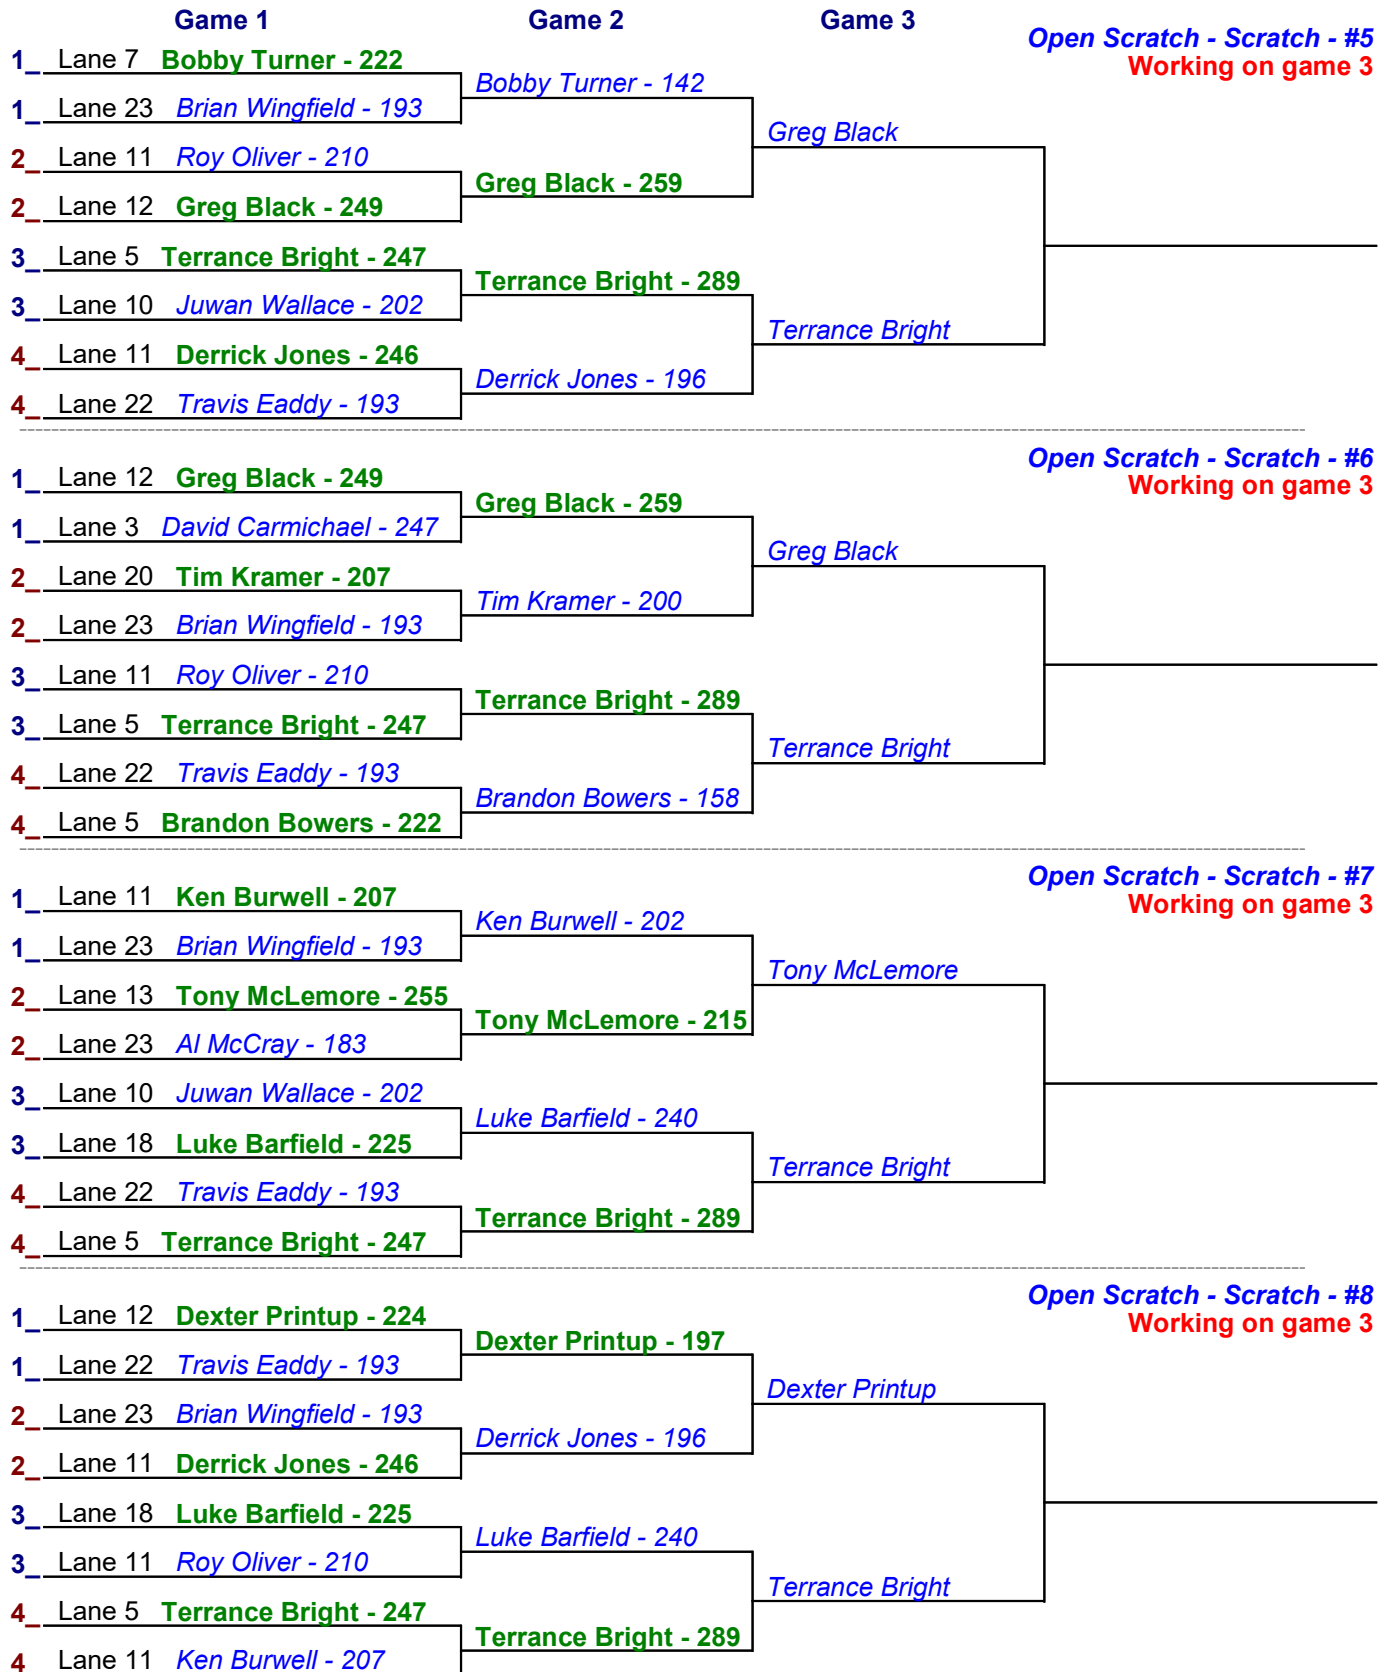 Game 1 Game 2 Game 3
Open Scratch - Scratch - #5
Working on game 3
1_ Lane 7 Bobby Turner - 222
Bobby Turner - 142
1_ Lane 23 Brian Wingfield - 193
Greg Black
2_ Lane 11 Roy Oliver - 210
Greg Black - 259
2_ Lane 12 Greg Black - 249
3_ Lane 5 Terrance Bright - 247
Terrance Bright - 289
3_ Lane 10 Juwan Wallace - 202
Terrance Bright
4_ Lane 11 Derrick Jones - 246
Derrick Jones - 196
4_ Lane 22 Travis Eaddy - 193
Open Scratch - Scratch - #6
Working on game 3
1_ Lane 12 Greg Black - 249
Greg Black - 259
1_ Lane 3 David Carmichael - 247
Greg Black
2_ Lane 20 Tim Kramer - 207
Tim Kramer - 200
2_ Lane 23 Brian Wingfield - 193
3_ Lane 11 Roy Oliver - 210
Terrance Bright - 289
3_ Lane 5 Terrance Bright - 247
Terrance Bright
4_ Lane 22 Travis Eaddy - 193
Brandon Bowers - 158
4_ Lane 5 Brandon Bowers - 222
Open Scratch - Scratch - #7
Working on game 3
1_ Lane 11 Ken Burwell - 207
Ken Burwell - 202
1_ Lane 23 Brian Wingfield - 193
Tony McLemore
2_ Lane 13 Tony McLemore - 255
Tony McLemore - 215
2_ Lane 23 Al McCray - 183
3_ Lane 10 Juwan Wallace - 202
Luke Barfield - 240
3_ Lane 18 Luke Barfield - 225
Terrance Bright
4_ Lane 22 Travis Eaddy - 193
Terrance Bright - 289
4_ Lane 5 Terrance Bright - 247
Open Scratch - Scratch - #8
Working on game 3
1_ Lane 12 Dexter Printup - 224
Dexter Printup - 197
1_ Lane 22 Travis Eaddy - 193
Dexter Printup
2_ Lane 23 Brian Wingfield - 193
Derrick Jones - 196
2_ Lane 11 Derrick Jones - 246
3_ Lane 18 Luke Barfield - 225
Luke Barfield - 240
3_ Lane 11 Roy Oliver - 210
Terrance Bright
4_ Lane 5 Terrance Bright - 247
Terrance Bright - 289
4 Lane 11 Ken Burwell - 207